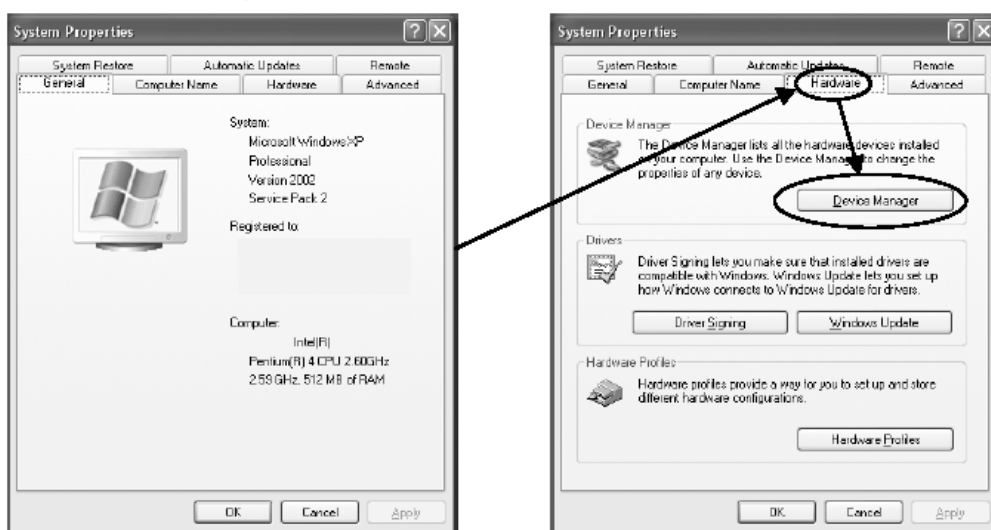 System Properties
System Restore Automatic Updates Remote
General Computer Name Hardware Advanced
System:
Microsoft Windows XP
Professional
Version 2002
Service Pack 2
Registered to:
Computer:
Intel(R)
Pentium(R) 4 CPU 2.60GHz
2.59 GHz, 512 MB of RAM
OK Cancel Apply
System Properties
System Restore Automatic Updates Remote
General Computer Name Hardware Advanced
Device Manager
The Device Manager lists all the hardware devices installed
on your computer. Use the Device Manager to change the
properties of any device.
Device Manager
Drivers
Driver Signing lets you make sure that installed drivers are
compatible with Windows. Windows Update lets you set up
how Windows connects to Windows Update for drivers.
Driver Signing Windows Update
Hardware Profiles
Hardware profiles provide a way for you to set up and store
different hardware configurations.
Hardware Profiles
OK Cancel Apply